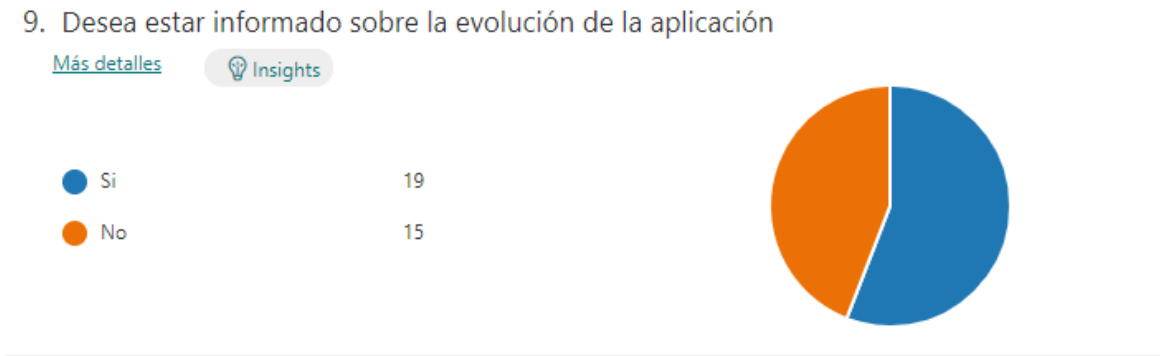 9. Desea estar informado sobre la evolución de la aplicación
Más detalles Insights
Si 19
No 15